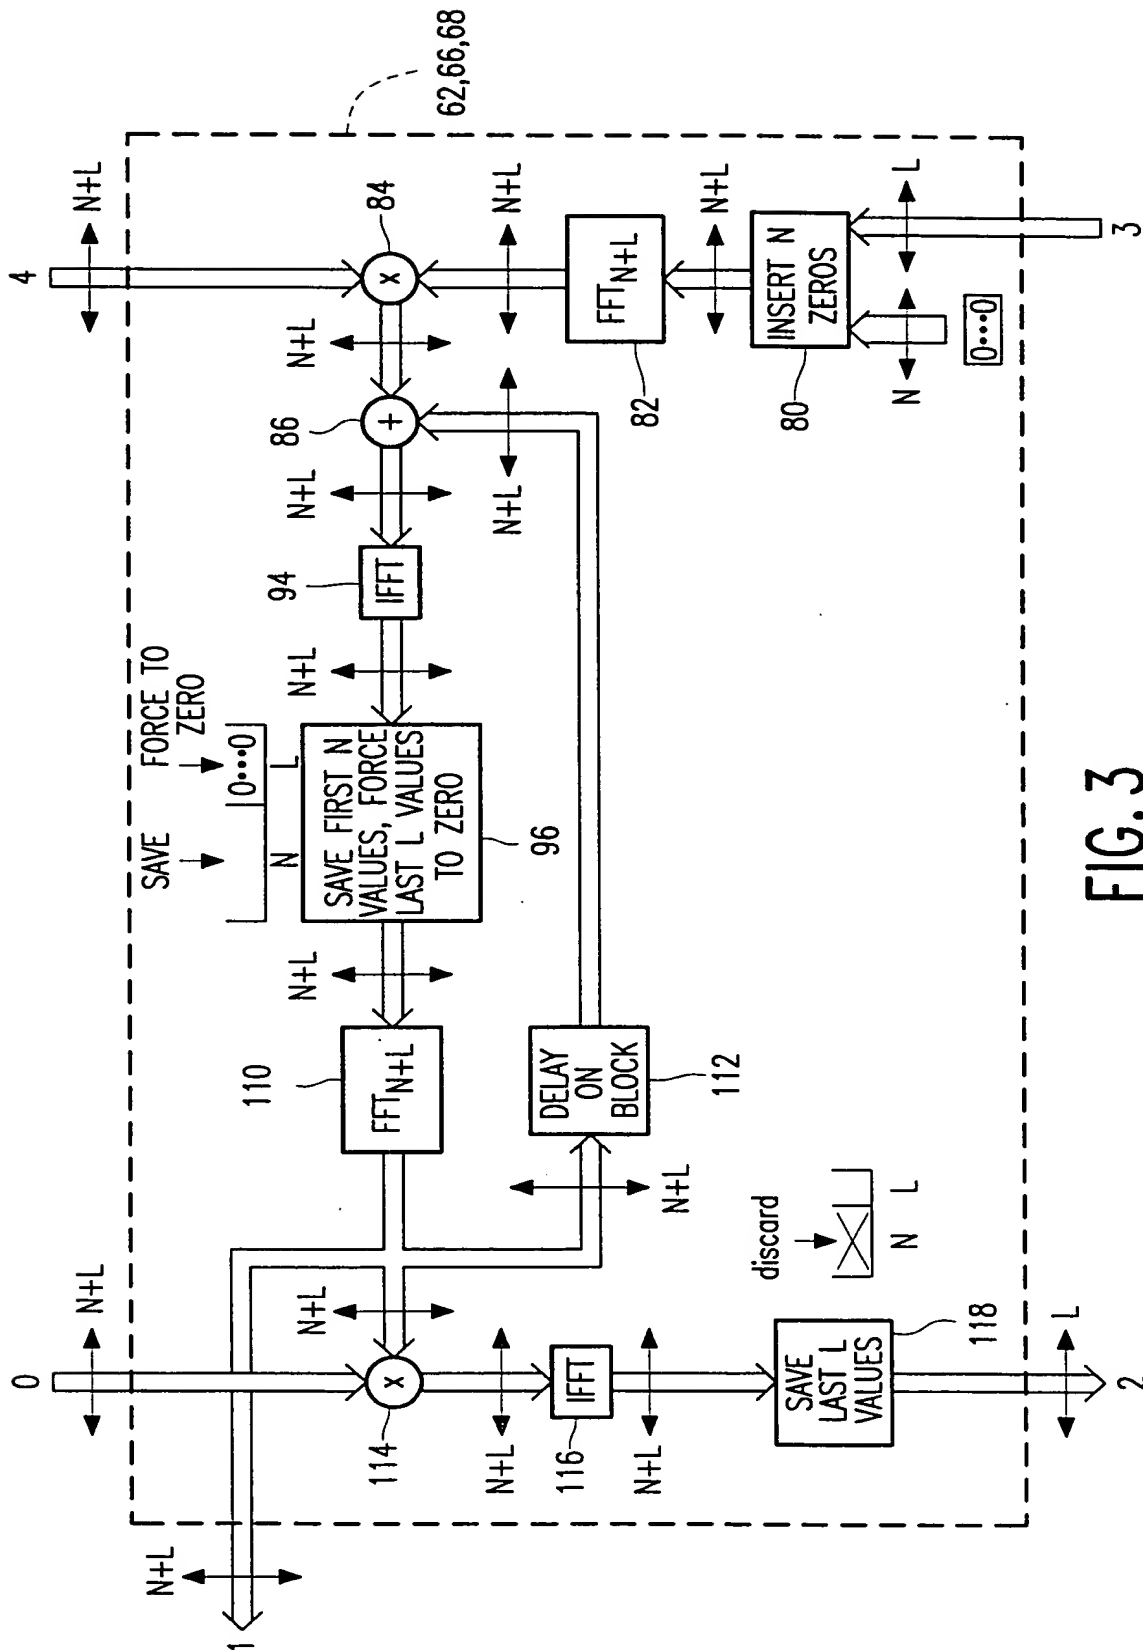 0
N+L
1
N+L
2
L
3
L
4
N+L
62,66,68
SAVE
FORCE TO
ZERO
0•••0
N
L
SAVE FIRST N
VALUES, FORCE
LAST L VALUES
TO ZERO
96
N+L
IFFT
94
N+L
+
86
N+L
N+L
N+L
x
84
N+L
FFT N+L
82
N+L
INSERT N
ZEROS
80
N
0•••0
N+L
FFT N+L
110
DELAY
ON
BLOCK
112
N+L
N+L
x
114
N+L
IFFT
116
N+L
SAVE
LAST L
VALUES
118
discard
N
L
FIG. 3